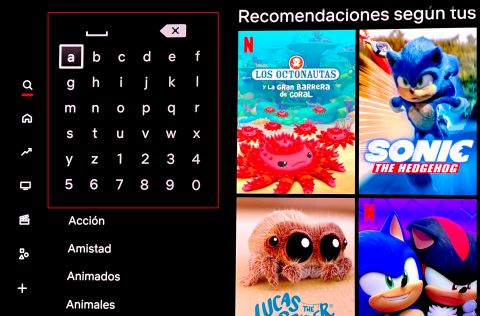 Recomendaciones según tus
a b c d e f
g h i j k l
m n o p q r
s t u v w x
y z 1 2 3 4
5 6 7 8 9 0
Acción
Amistad
Animados
Animales
N
LOS OCTONAUTAS
Y LA GRAN BARRERA
DE CORAL
SONIC
THE HEDGEHOG
LUCAS
THE
N